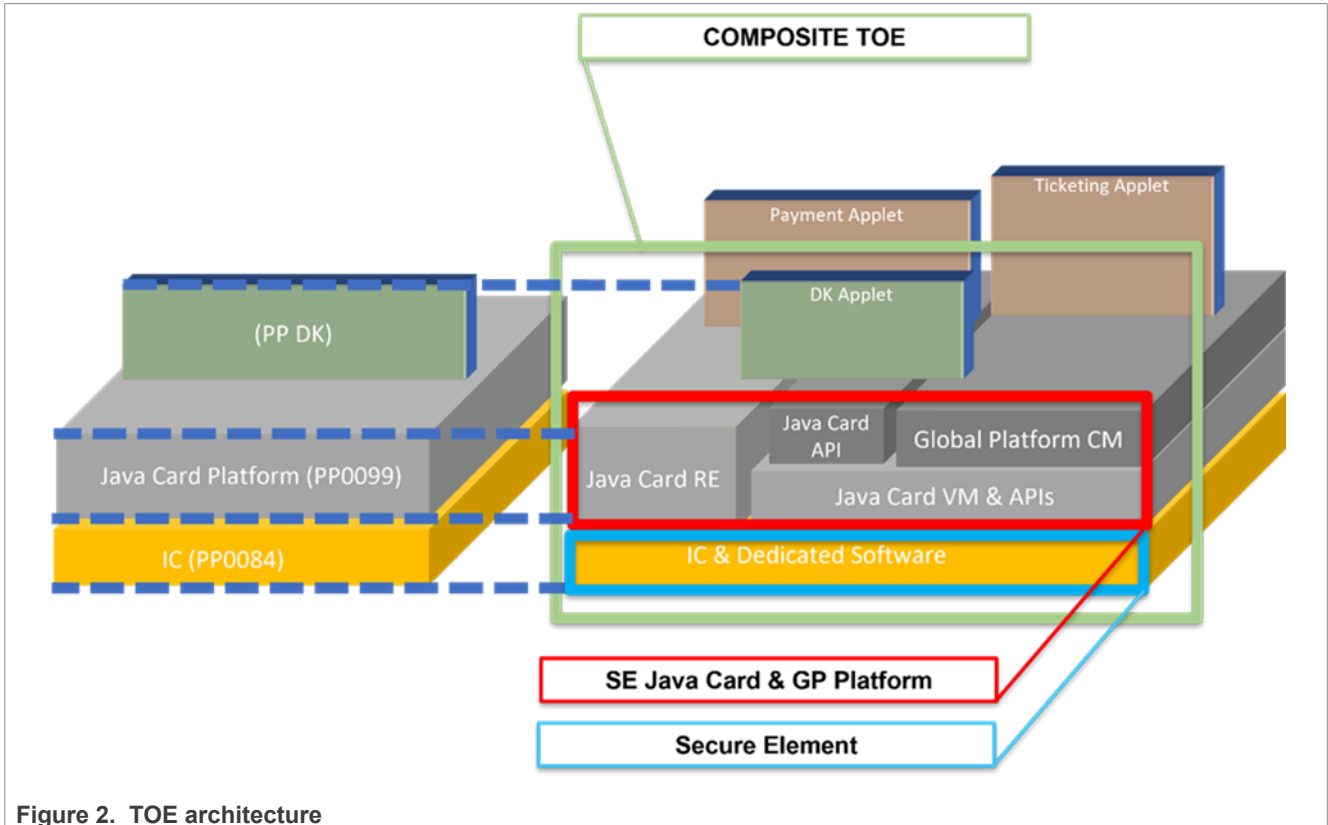 COMPOSITE TOE
Ticketing Applet
Payment Applet
DK Applet
(PP DK)
Java Card
API
Global Platform CM
Java Card Platform (PP0099)
Java Card RE
Java Card VM & APIs
IC (PP0084)
IC & Dedicated Software
SE Java Card & GP Platform
Secure Element
Figure 2. TOE architecture